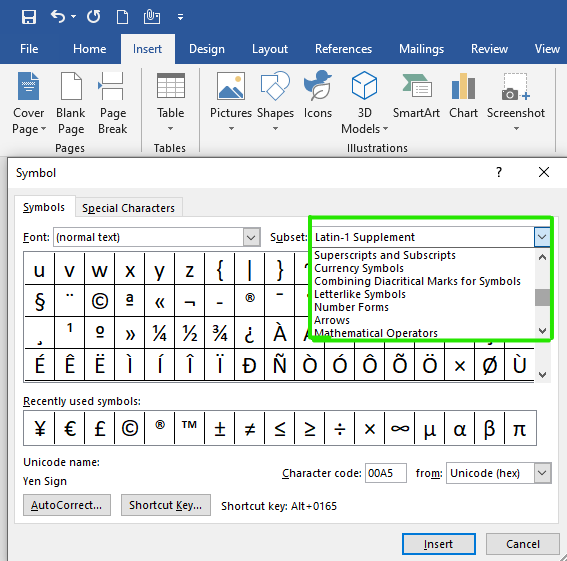 File Home Insert Design Layout References Mailings Review View
Cover Page Blank Page Page Break Table Pictures Shapes Icons 3D Models SmartArt Chart Screenshot
Pages Tables Illustrations
Symbol ?
Symbols Special Characters
Font: (normal text) Subset: Latin-1 Supplement
Superscripts and Subscripts
Currency Symbols
Combining Diacritical Marks for Symbols
Letterlike Symbols
Number Forms
Arrows
Mathematical Operators
u v w x y z { | }
§ ¨ © ª « ¬ - ® ¯
¸ ¹ º » ¼ ½ ¾ ¿ À
É Ê Ë Ì Í Î Ï Ð Ñ Ò Ó Ô Õ Ö × Ø Ù
Recently used symbols:
¥ € £ © ® ™ ± ≠ ≤ ≥ ÷ × ∞ μ α β π
Unicode name:
Yen Sign
Character code: 00A5 from: Unicode (hex)
AutoCorrect... Shortcut Key... Shortcut key: Alt+0165
Insert Cancel